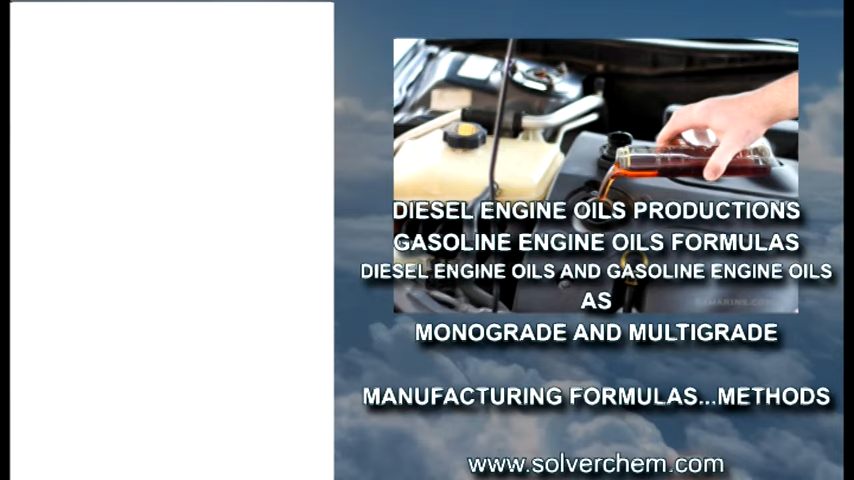 DIESEL ENGINE OILS PRODUCTIONS
GASOLINE ENGINE OILS FORMULAS
DIESEL ENGINE OILS AND GASOLINE ENGINE OILS
AS
MONOGRADE AND MULTIGRADE
MANUFACTURING FORMULAS...METHODS
www.solverchem.com